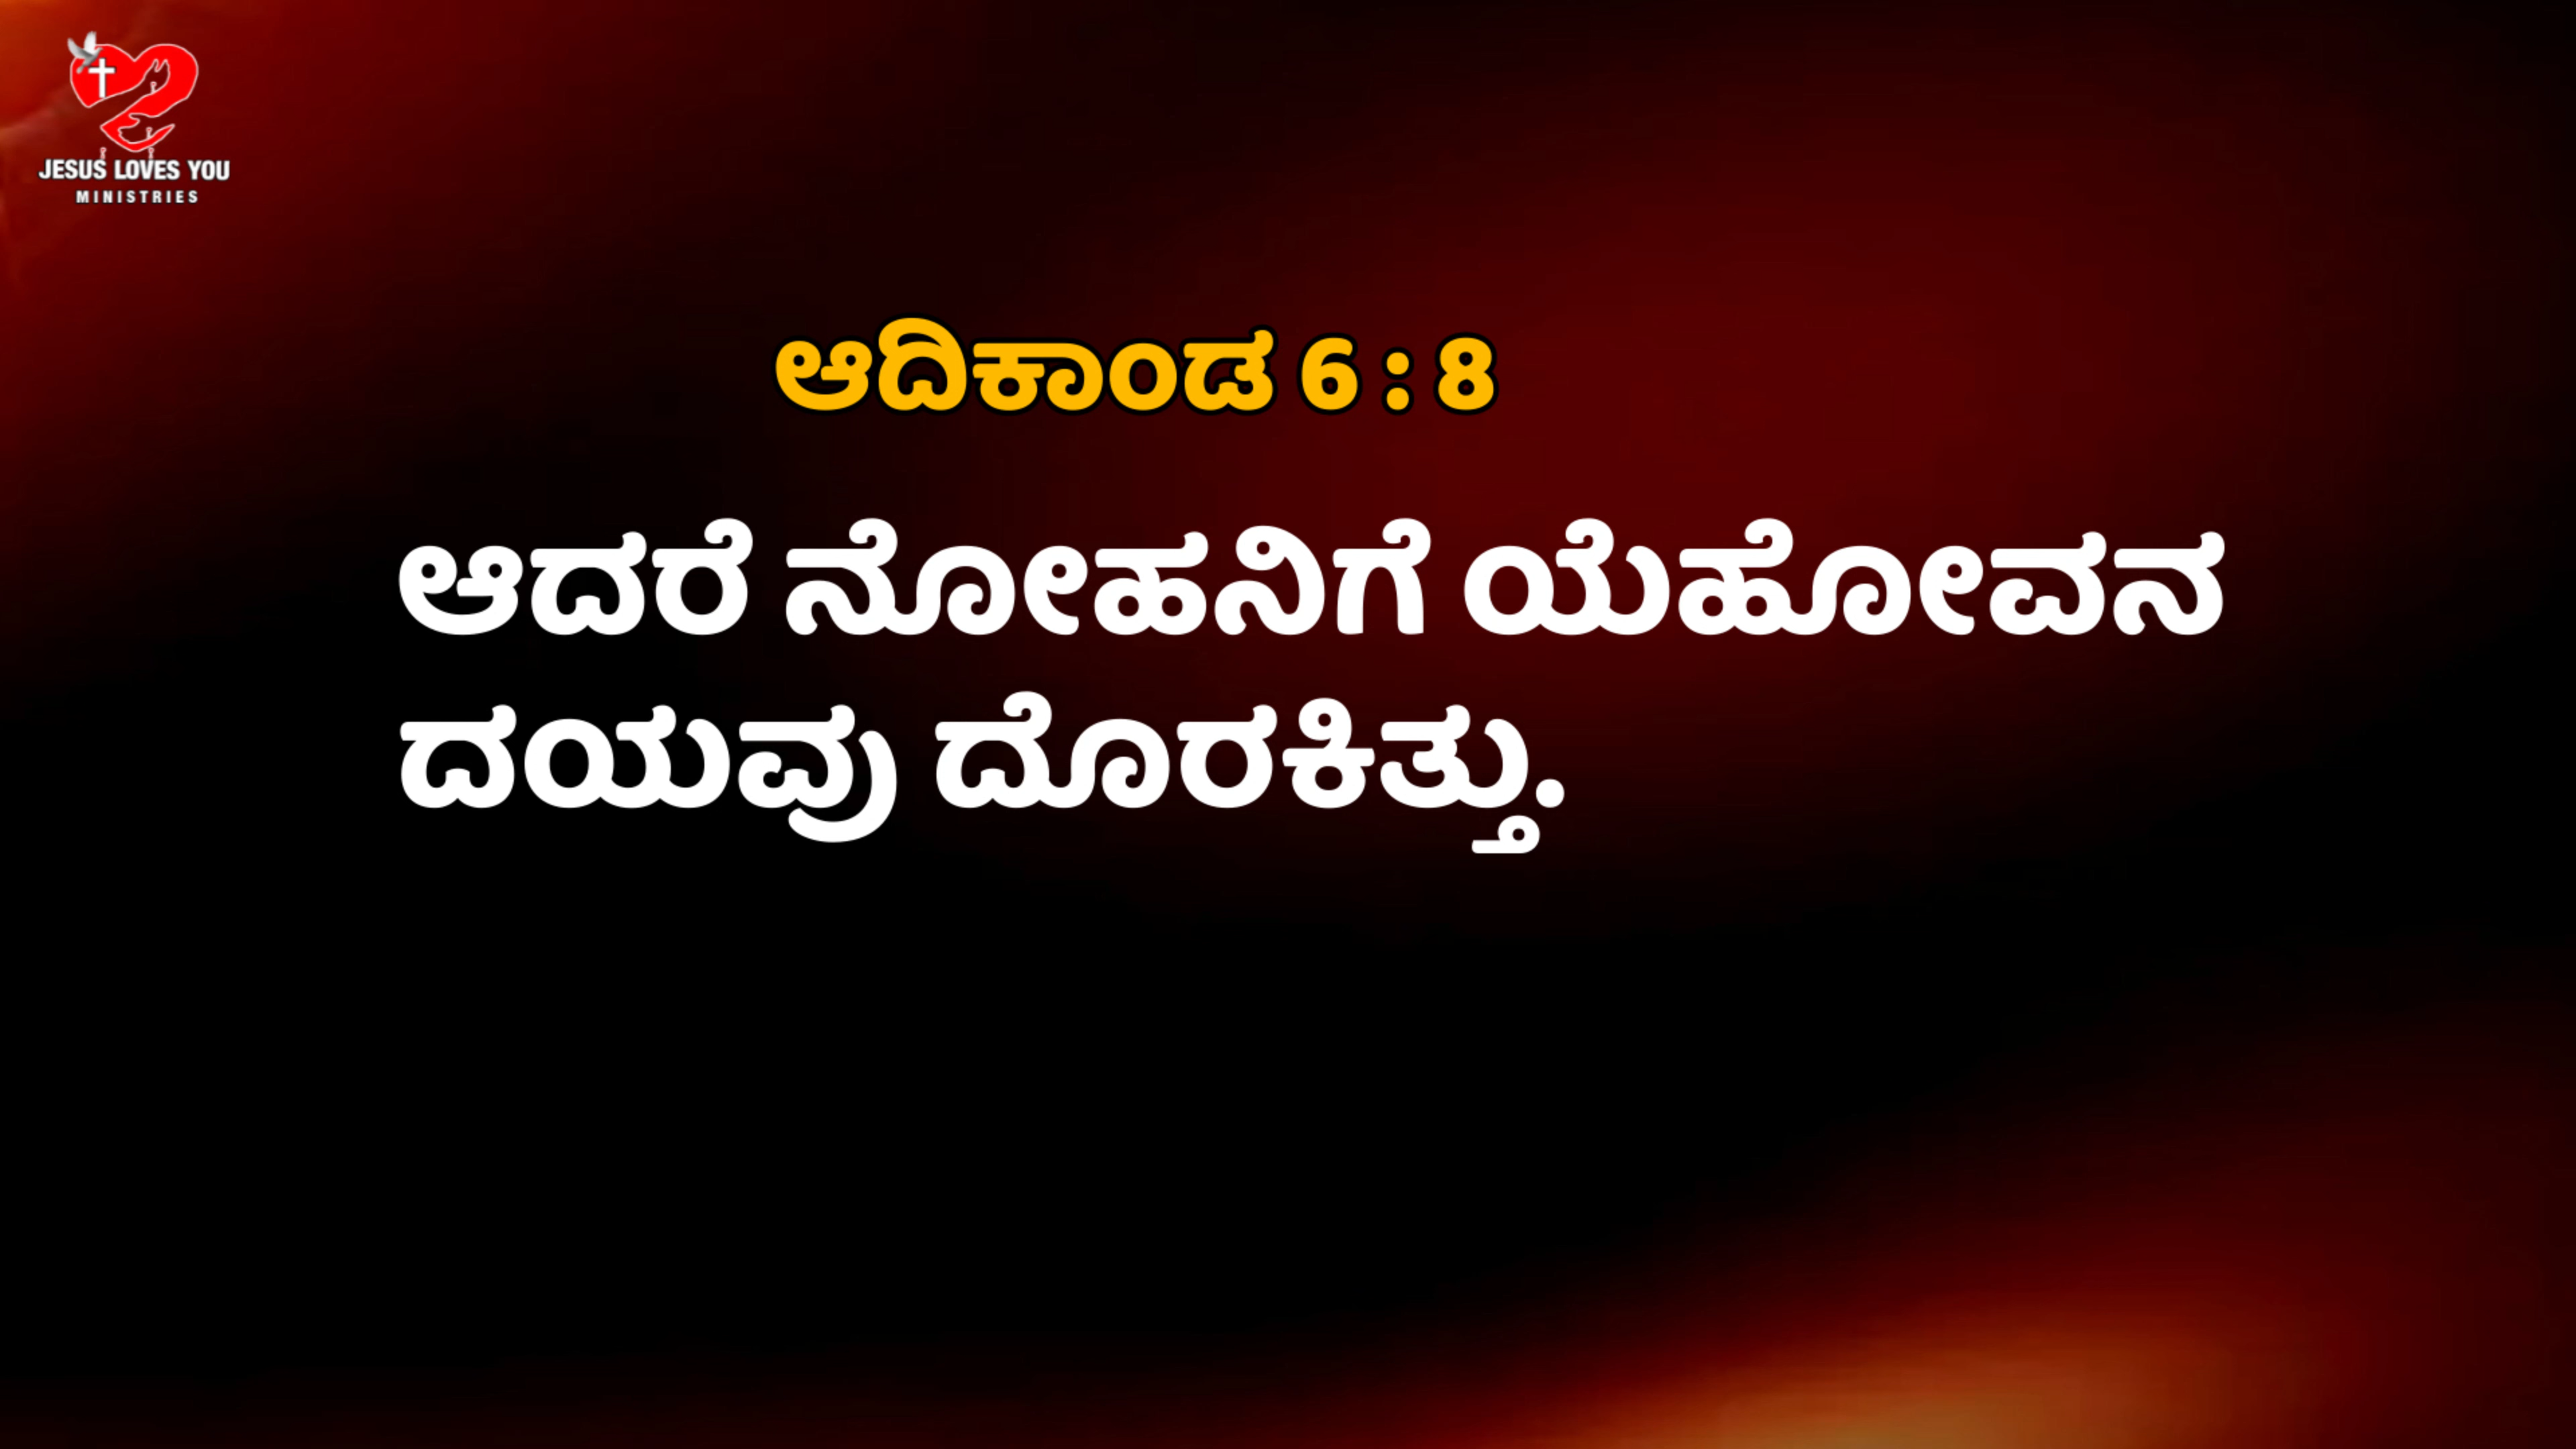 JESUS LOVES YOU
MINISTRIES
ಆದಿಕಾಂಡ 6 : 8
ಆದರೆ ನೋಹನಿಗೆ ಯೆಹೋವನ
ದಯವು ದೊರಕಿತ್ತು.